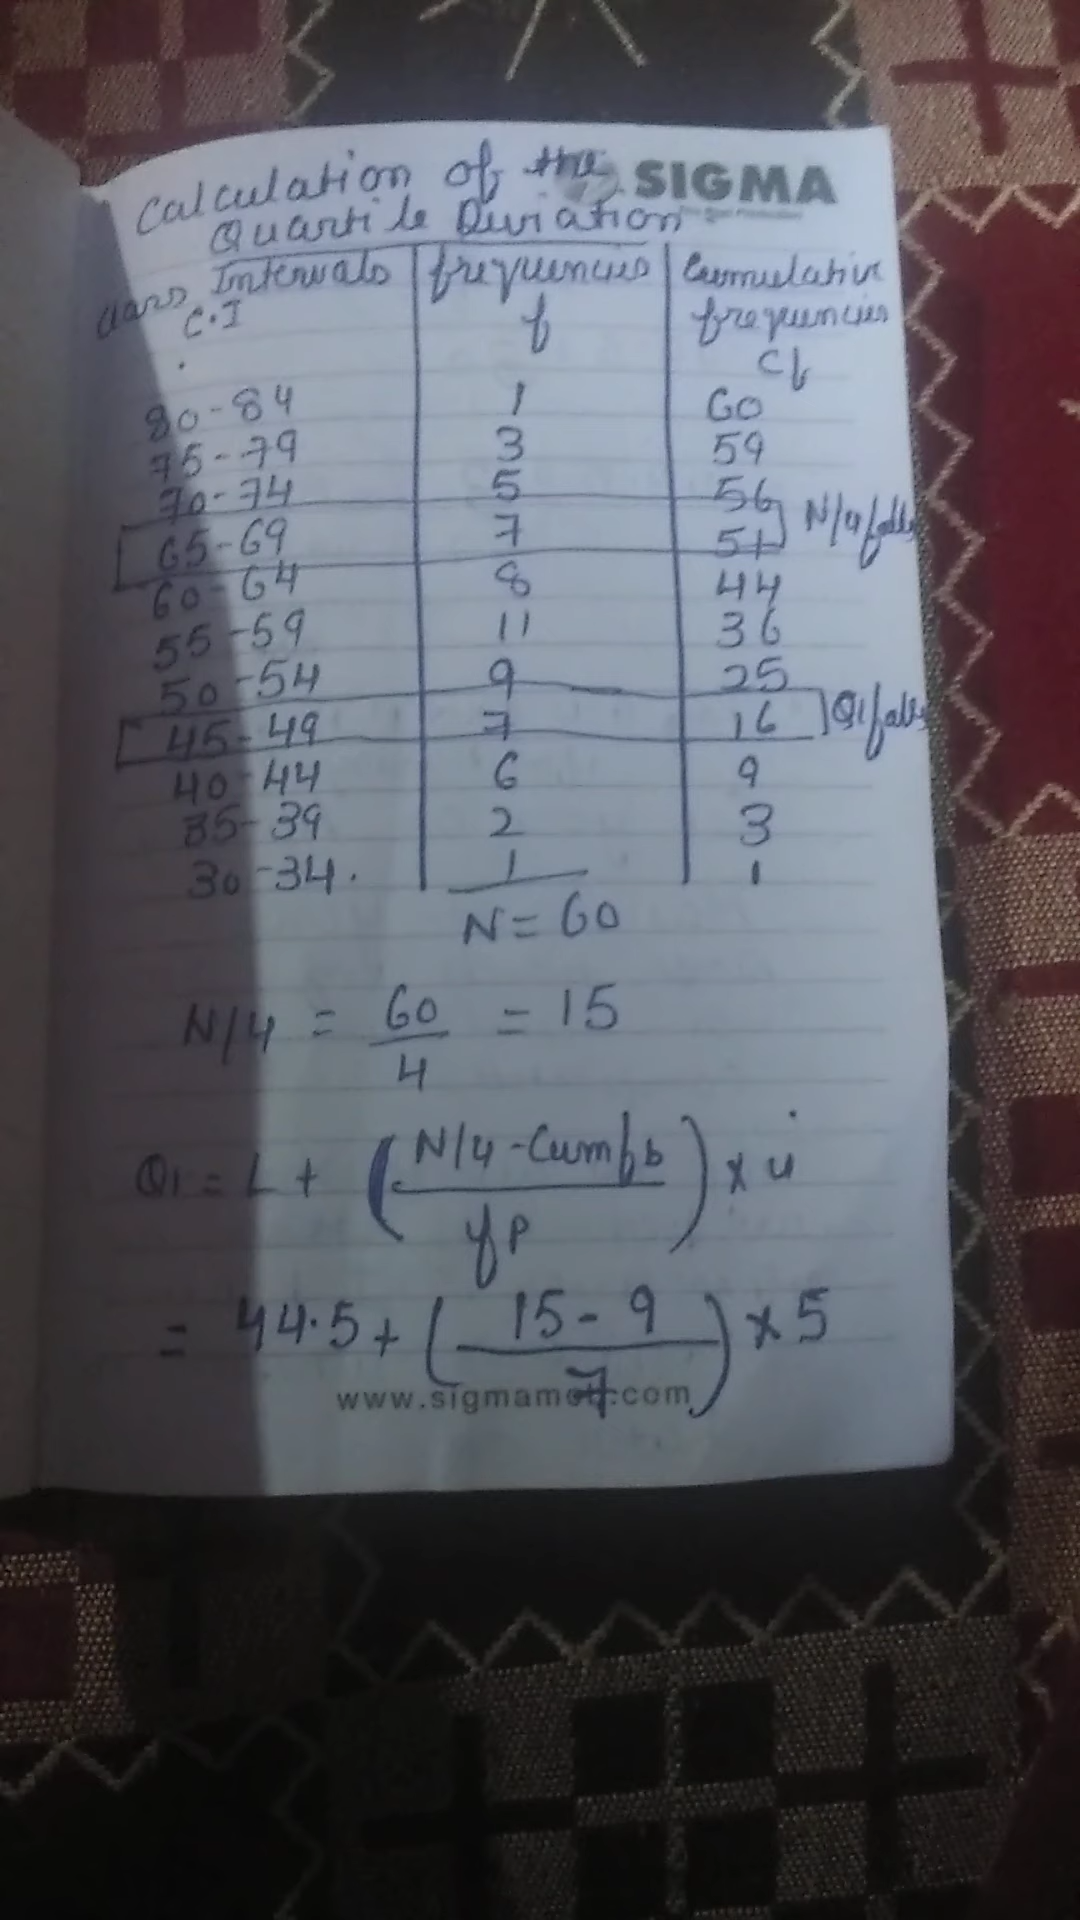 Calculation of the
SIGMA
Quartile Deviation
Class Intervals C.I
frequencies f
Cumulative frequencies Cf
80-84 1 60
75-79 3 59
70-74 5 56
65-69 7 51 N/4 falls
60-64 8 44
55-59 11 36
50-54 9 25
45-49 7 16 Q1 falls
40-44 6 9
35-39 2 3
30-34. 1 1
N = 60
N/4 = 60/4 = 15
Q1 = L + (N/4 - Cumfb / fp) × i
= 44.5 + (15 - 9 / 7) × 5